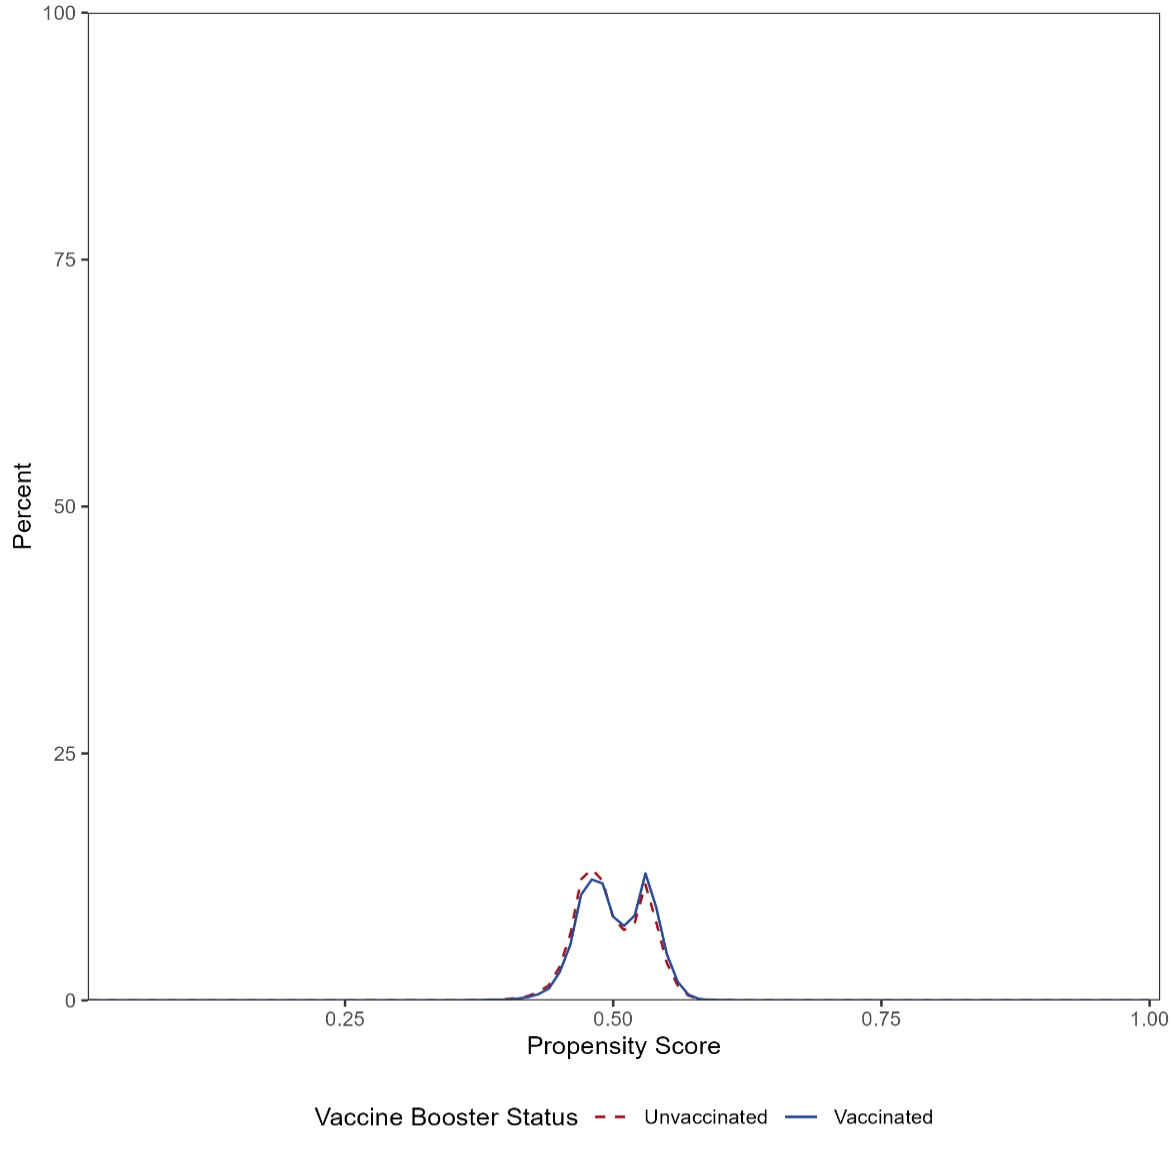 100
75
50
25
0
Percent
0.25 0.50 0.75 1.00
Propensity Score
Vaccine Booster Status Unvaccinated Vaccinated